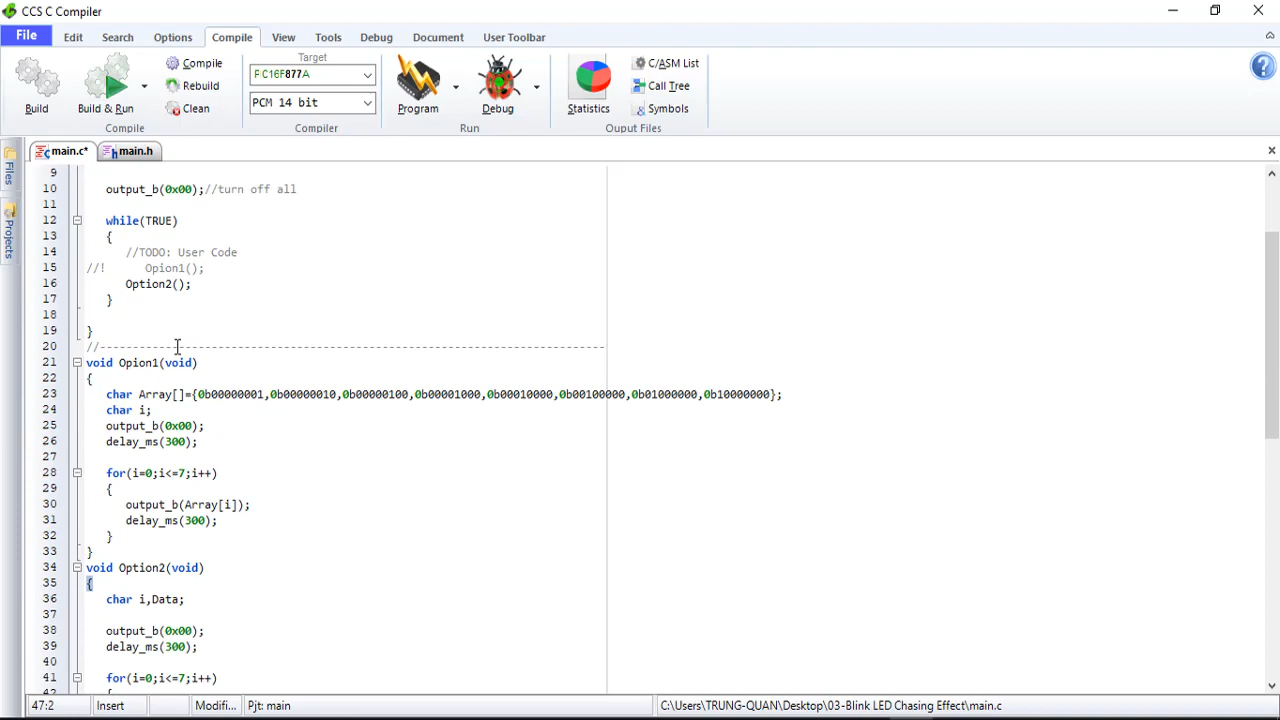 CCS C Compiler
File Edit Search Options Compile View Tools Debug Document User Toolbar
Target
Compile PIC16F877A C/ASM List
Rebuild Call Tree
PCM 14 bit
Build Build & Run Clean Program Debug Statistics Symbols
Compile Compiler Run Ouput Files
main.c* main.h
Files
Projects
9
10 output_b(0x00);//turn off all
11
12 while(TRUE)
13 {
14 //TODO: User Code
15 //! Opion1();
16 Option2();
17 }
18
19 }
20 //-----------------------------------------------------------------------------
21 void Opion1(void)
22 {
23 char Array[]={0b00000001,0b00000010,0b00000100,0b00001000,0b00010000,0b00100000,0b01000000,0b10000000};
24 char i;
25 output_b(0x00);
26 delay_ms(300);
27
28 for(i=0;i<=7;i++)
29 {
30 output_b(Array[i]);
31 delay_ms(300);
32 }
33 }
34 void Option2(void)
35 {
36 char i,Data;
37
38 output_b(0x00);
39 delay_ms(300);
40
41 for(i=0;i<=7;i++)
42 {
47:2 Insert Modifi... Pjt: main C:\Users\TRUNG-QUAN\Desktop\03-Blink LED Chasing Effect\main.c